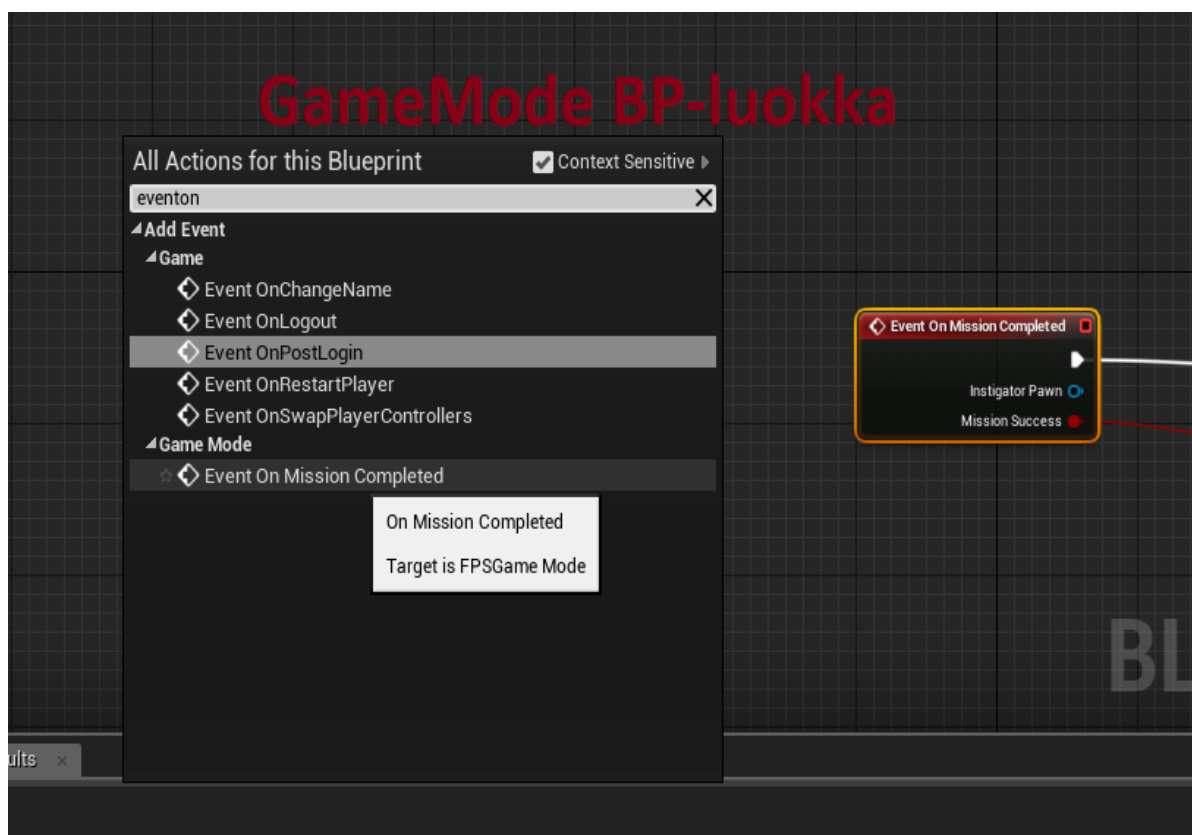 GameMode BP-luokka
All Actions for this Blueprint
Context Sensitive
eventon
Add Event
Game
Event OnChangeName
Event OnLogout
Event OnPostLogin
Event OnRestartPlayer
Event OnSwapPlayerControllers
Game Mode
Event On Mission Completed
On Mission Completed
Target is FPSGame Mode
Event On Mission Completed
Instigator Pawn
Mission Success
BL
ults